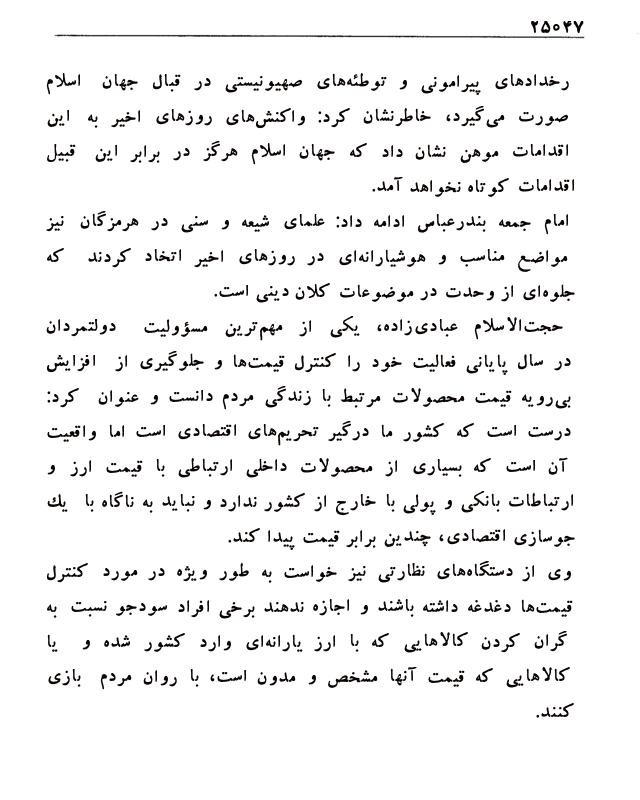 ۲۵۰۴۷
رخدادهای پیرامونی و توطئه‌های صهیونیستی در قبال جهان اسلام
صورت می‌گیرد، خاطرنشان کرد: واکنش‌های روزهای اخیر به این
اقدامات موهن نشان داد که جهان اسلام هرگز در برابر این قبیل
اقدامات کوتاه نخواهد آمد.
امام جمعه بندرعباس ادامه داد: علمای شیعه و سنی در هرمزگان نیز
مواضع مناسب و هوشیارانه‌ای در روزهای اخیر اتخاد کردند که
جلوه‌ای از وحدت در موضوعات کلان دینی است.
حجت‌الاسلام عبادی‌زاده، یکی از مهم‌ترین مسؤولیت دولتمردان
در سال پایانی فعالیت خود را کنترل قیمت‌ها و جلوگیری از افزایش
بی‌رویه قیمت محصولات مرتبط با زندگی مردم دانست و عنوان کرد:
درست است که کشور ما درگیر تحریم‌های اقتصادی است اما واقعیت
آن است که بسیاری از محصولات داخلی ارتباطی با قیمت ارز و
ارتباطات بانکی و پولی با خارج از کشور ندارد و نباید به ناگاه با یك
جوسازی اقتصادی، چندین برابر قیمت پیدا کند.
وی از دستگاه‌های نظارتی نیز خواست به طور ویژه در مورد کنترل
قیمت‌ها دغدغه داشته باشند و اجازه ندهند برخی افراد سودجو نسبت به
گران کردن کالاهایی که با ارز یارانه‌ای وارد کشور شده و یا
کالاهایی که قیمت آنها مشخص و مدون است، با روان مردم بازی
کنند.